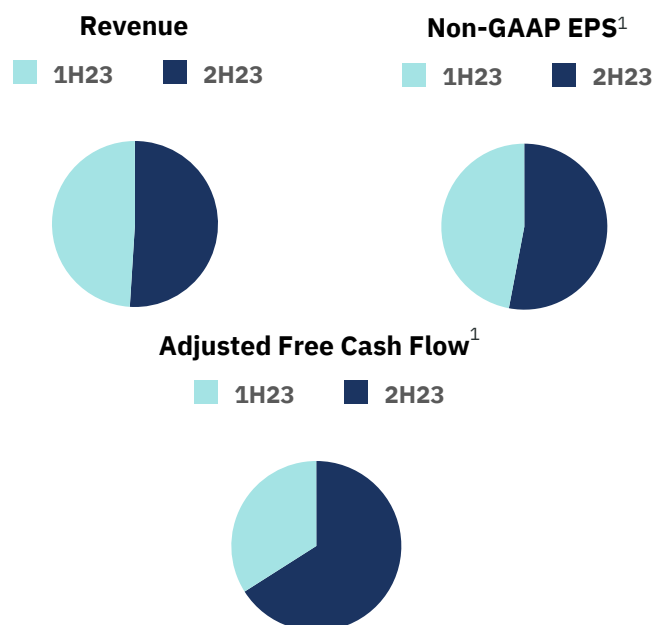 Revenue
1H23 2H23
Non-GAAP EPS¹
1H23 2H23
Adjusted Free Cash Flow¹
1H23 2H23